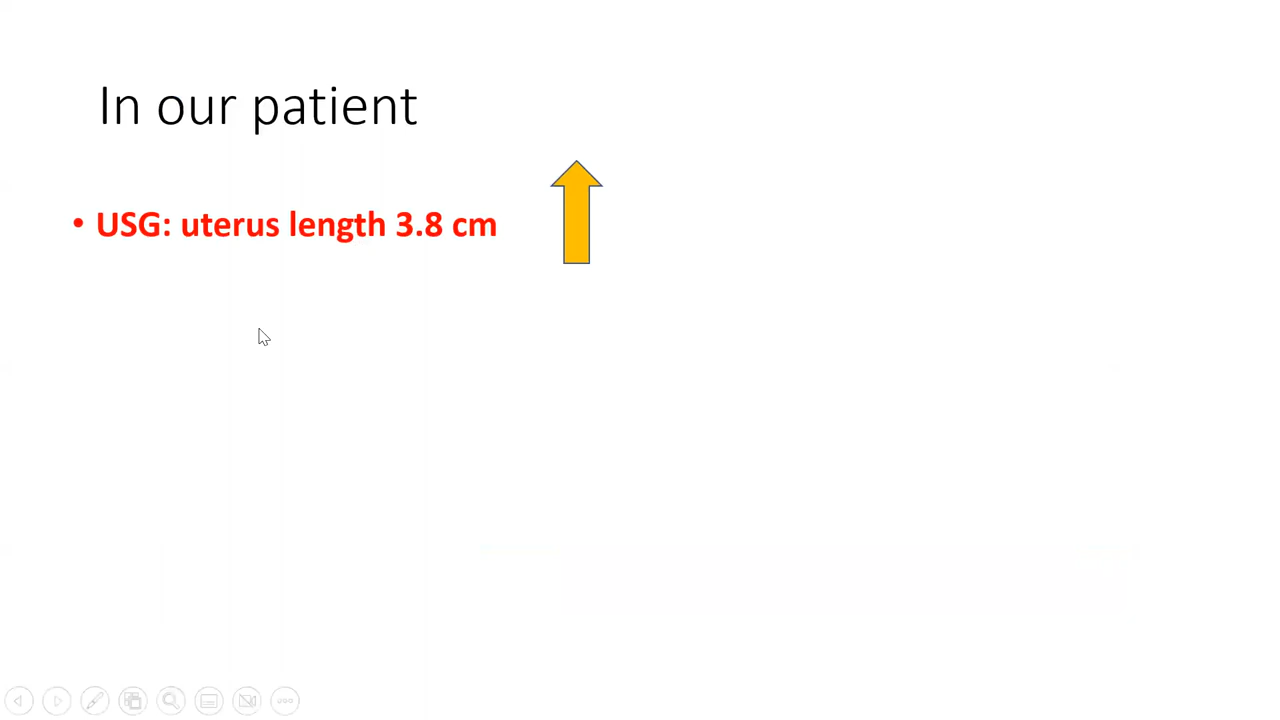 In our patient
• USG: uterus length 3.8 cm